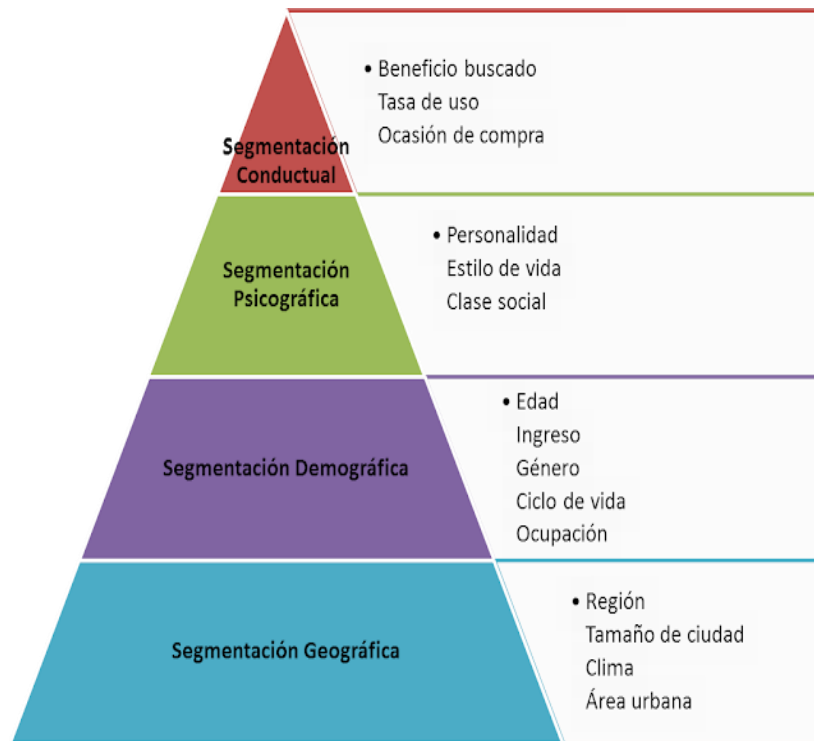 • Beneficio buscado
Tasa de uso
Ocasión de compra
Segmentación
Conductual
• Personalidad
Estilo de vida
Clase social
Segmentación
Psicográfica
• Edad
Ingreso
Género
Ciclo de vida
Ocupación
Segmentación Demográfica
• Región
Tamaño de ciudad
Clima
Área urbana
Segmentación Geográfica